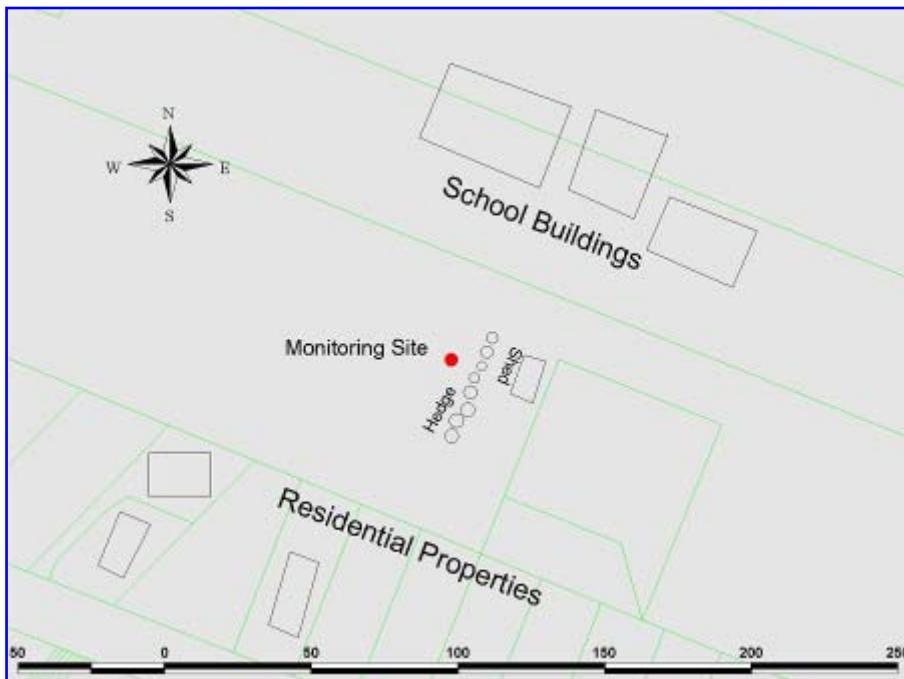 N
W E
S
School Buildings
Monitoring Site
Shed
Hedge
Residential Properties
50 0 50 100 150 200 250